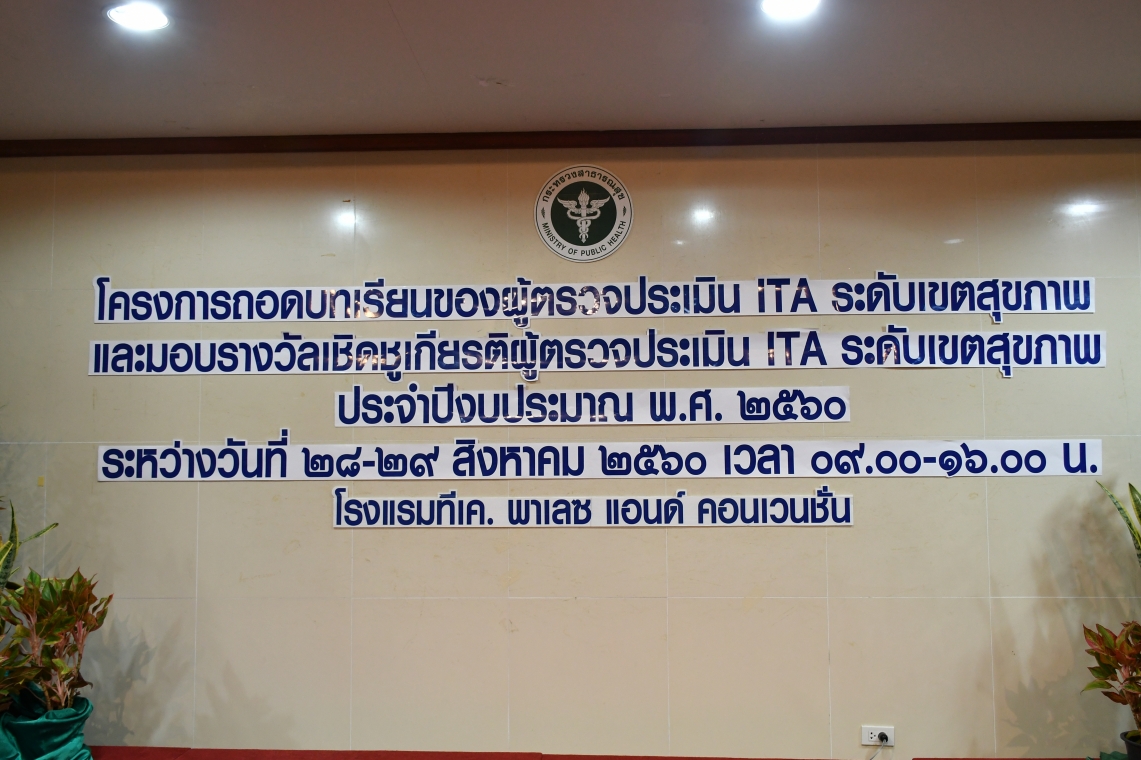 กระทรวงสาธารณสุข
MINISTRY OF PUBLIC HEALTH
โครงการถอดบทเรียนของผู้ตรวจประเมิน ITA ระดับเขตสุขภาพ
และมอบรางวัลเชิดชูเกียรติผู้ตรวจประเมิน ITA ระดับเขตสุขภาพ
ประจำปีงบประมาณ พ.ศ. ๒๕๖๐
ระหว่างวันที่ ๒๘-๒๙ สิงหาคม ๒๕๖๐ เวลา ๐๙.๐๐-๑๖.๐๐ น.
โรงแรมทีเค. พาเลซ แอนด์ คอนเวนชั่น